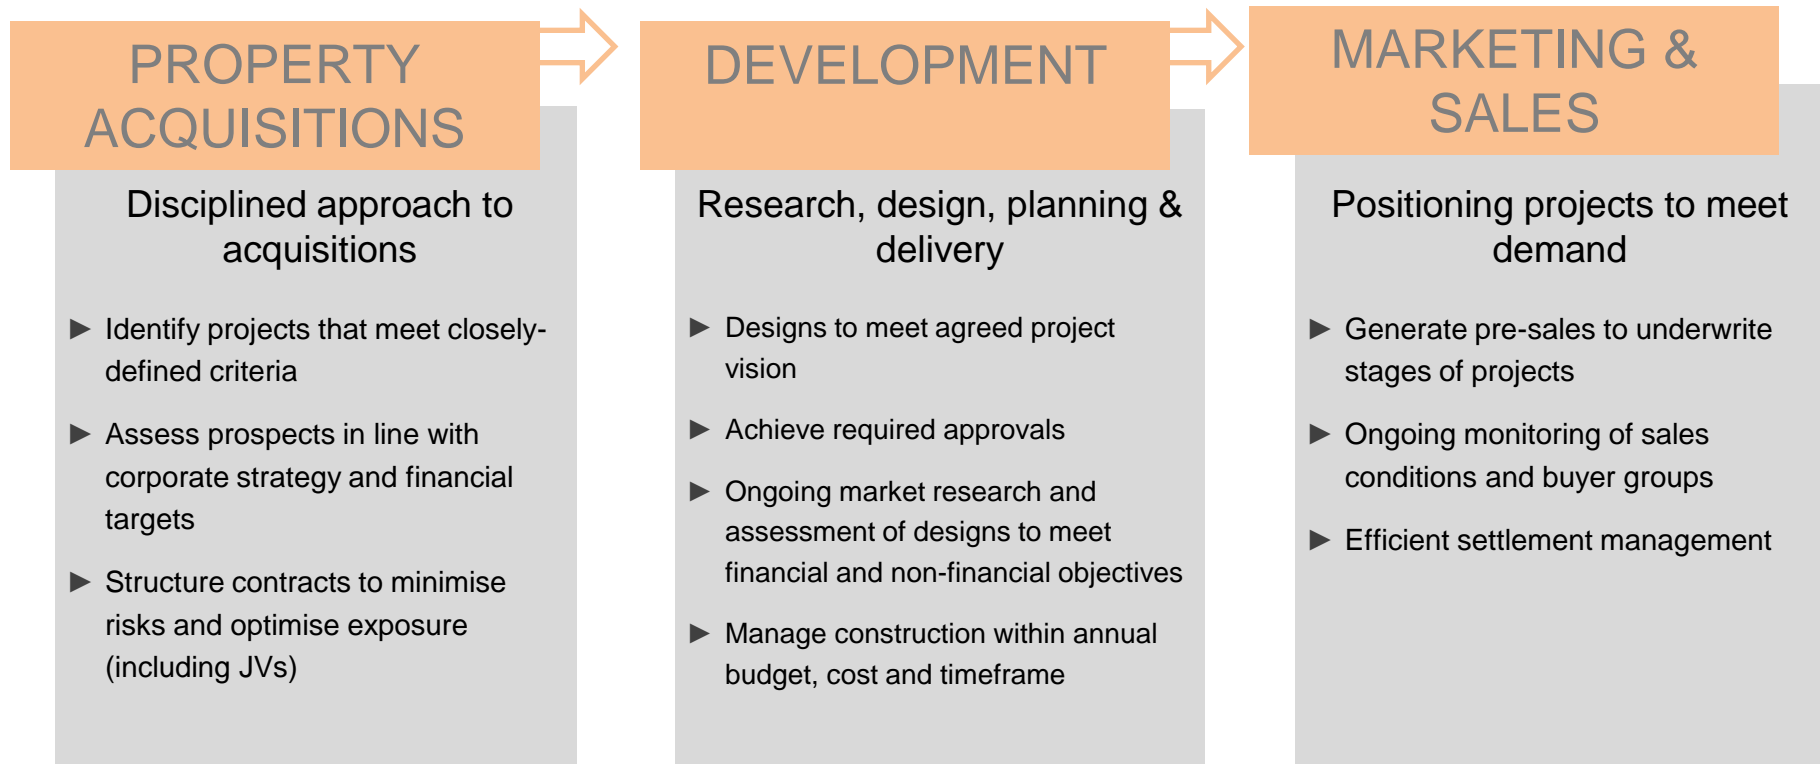 PROPERTY
ACQUISITIONS
Disciplined approach to
acquisitions
► Identify projects that meet closely-
defined criteria
► Assess prospects in line with
corporate strategy and financial
targets
► Structure contracts to minimise
risks and optimise exposure
(including JVs)
DEVELOPMENT
Research, design, planning &
delivery
► Designs to meet agreed project
vision
► Achieve required approvals
► Ongoing market research and
assessment of designs to meet
financial and non-financial objectives
► Manage construction within annual
budget, cost and timeframe
MARKETING &
SALES
Positioning projects to meet
demand
► Generate pre-sales to underwrite
stages of projects
► Ongoing monitoring of sales
conditions and buyer groups
► Efficient settlement management